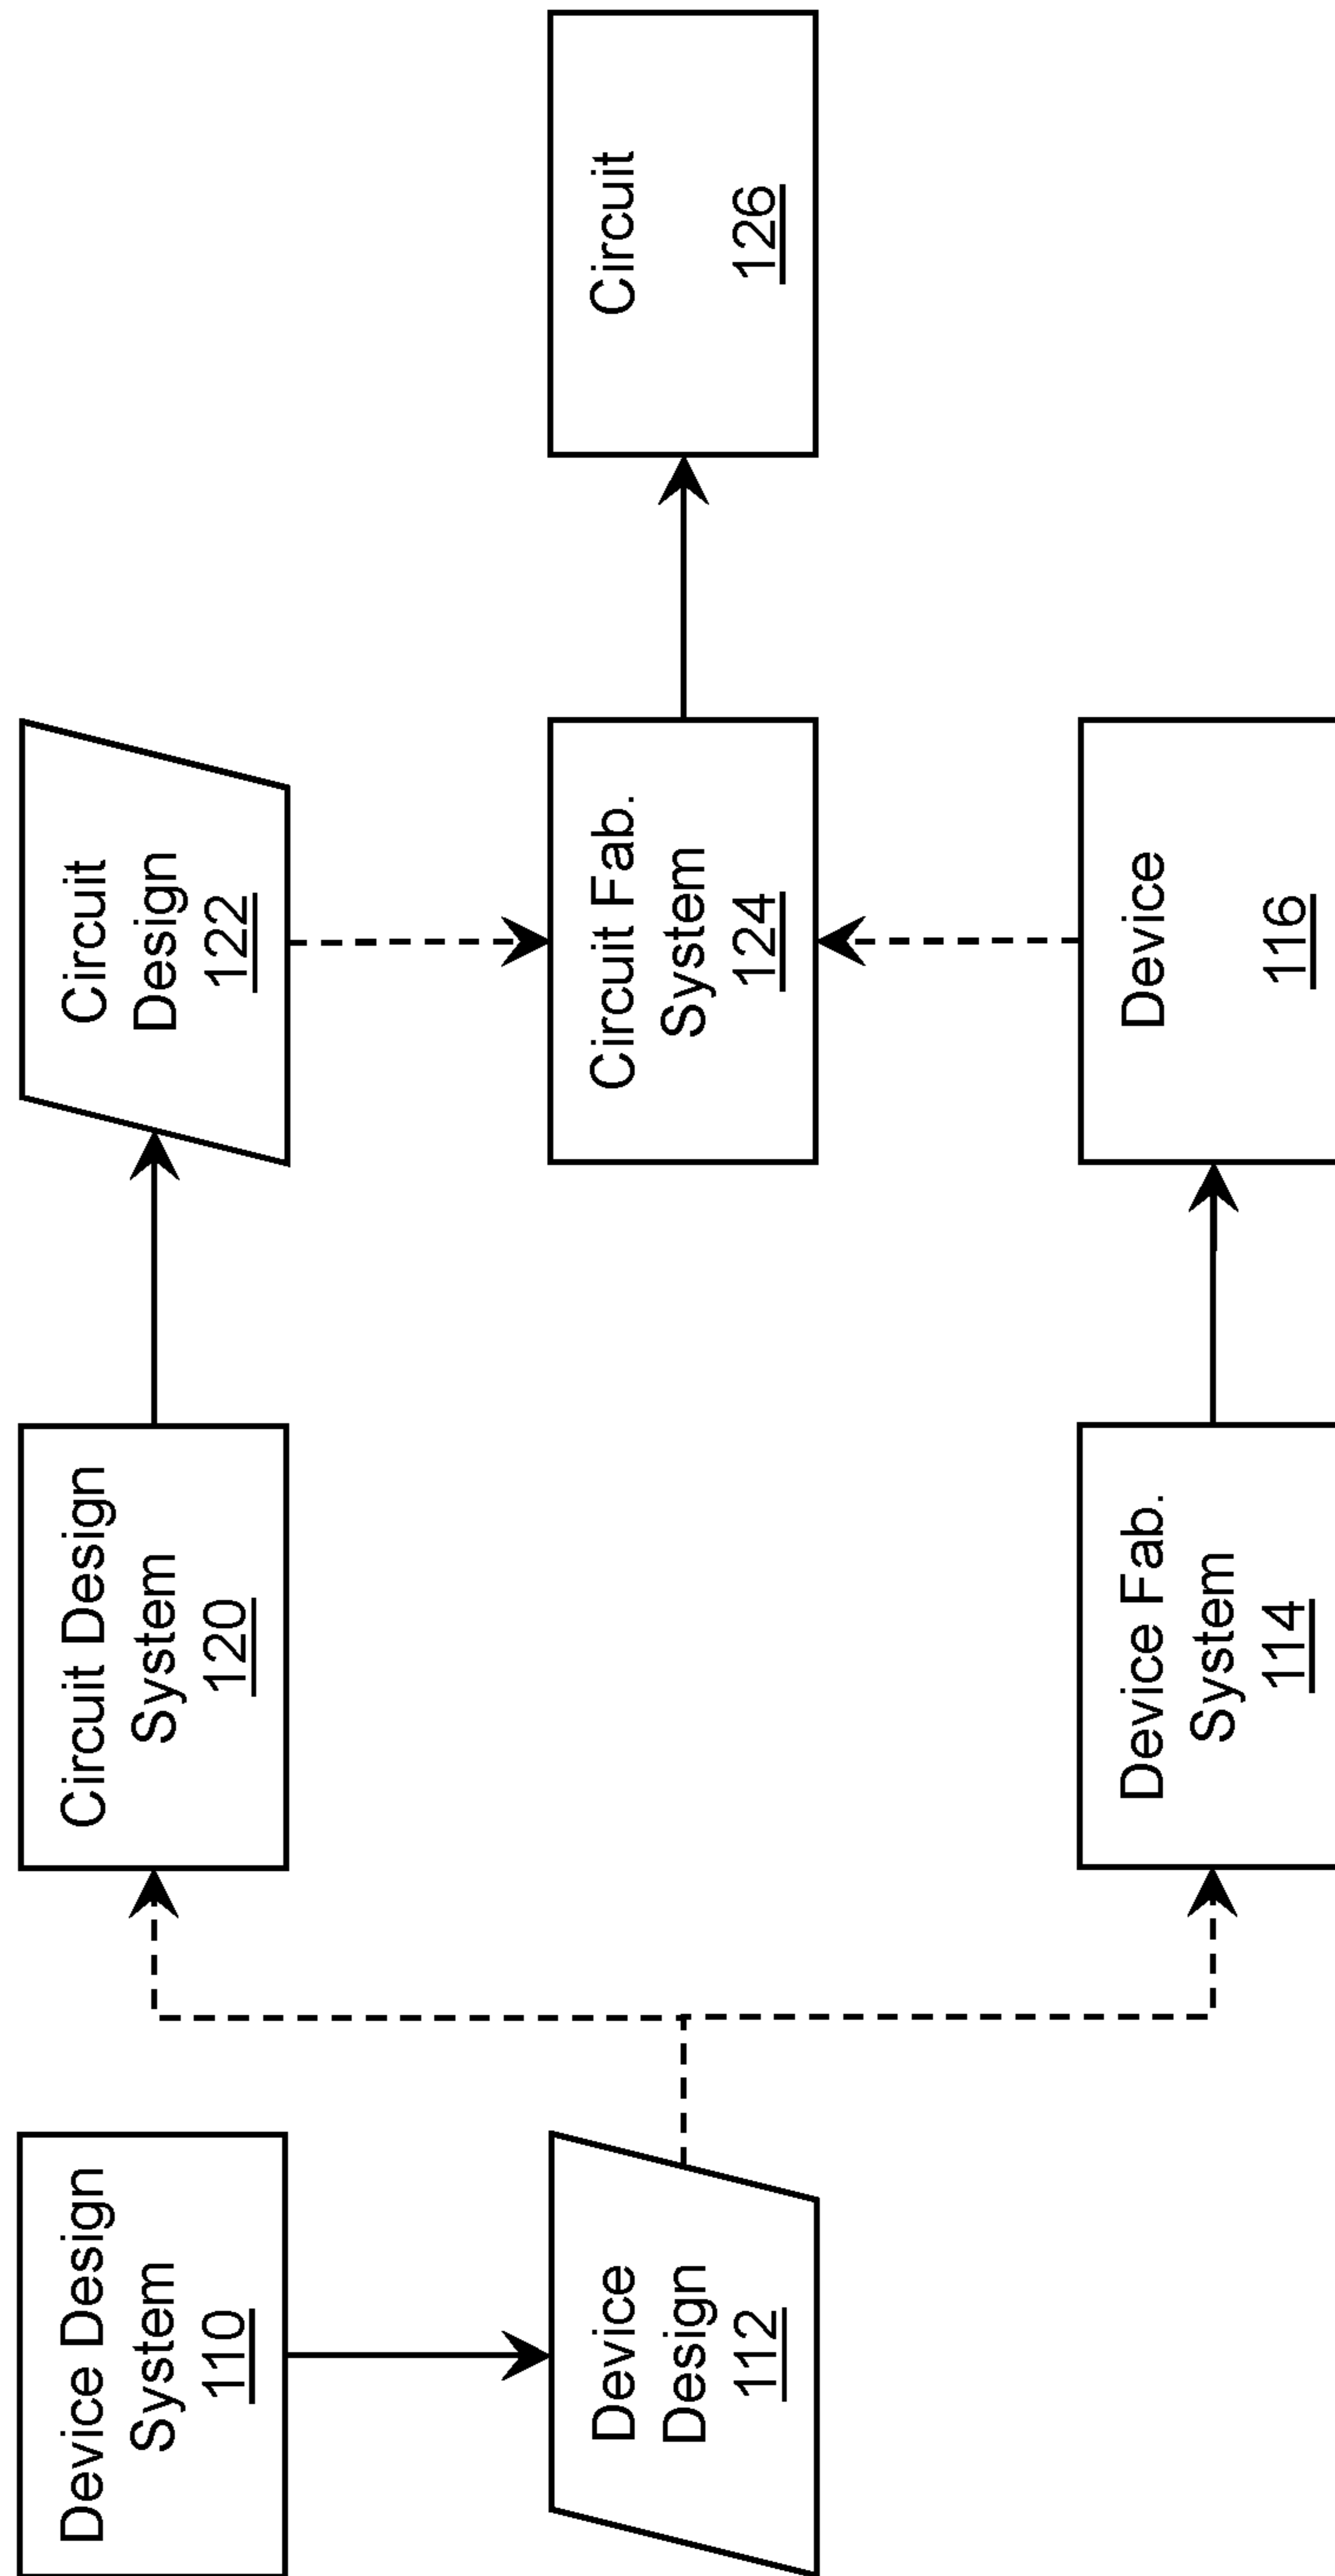 Device Design
System
110
Device
Design
112
Circuit Design
System
120
Device Fab.
System
114
Circuit
Design
122
Circuit Fab.
System
124
Device
116
Circuit
126